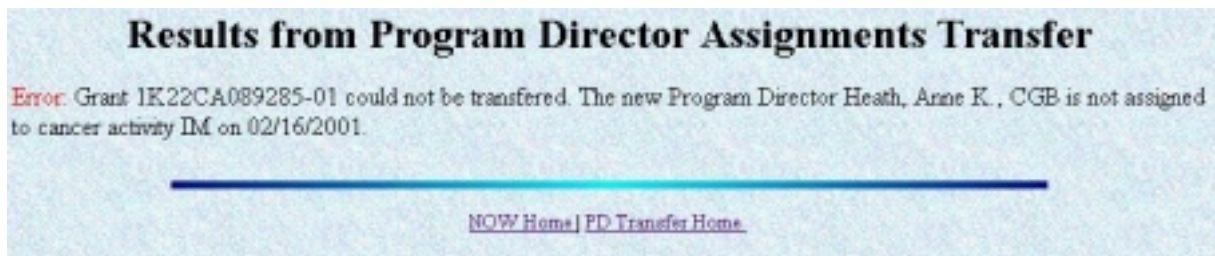 Results from Program Director Assignments Transfer
Error: Grant 1K22CA089285-01 could not be transfered. The new Program Director Heath, Anne K., CGB is not assigned
to cancer activity IM on 02/16/2001.
NOW Home | PD Transfer Home